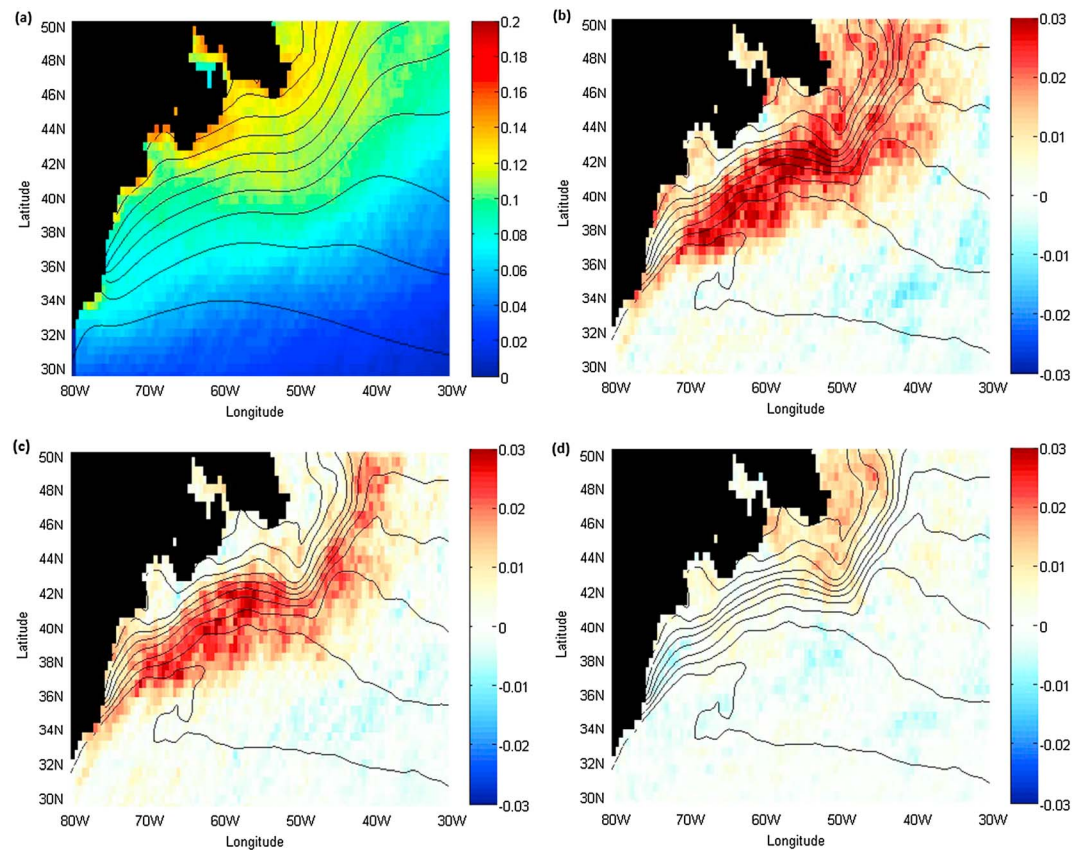 (a)
50N
48N
46N
44N
42N
40N
38N
36N
34N
32N
30N
Latitude
80W 70W 60W 50W 40W 30W
Longitude
0.2
0.18
0.16
0.14
0.12
0.1
0.08
0.06
0.04
0.02
0
(b)
50N
48N
46N
44N
42N
40N
38N
36N
34N
32N
30N
Latitude
80W 70W 60W 50W 40W 30W
Longitude
0.03
0.02
0.01
0
-0.01
-0.02
-0.03
(c)
50N
48N
46N
44N
42N
40N
38N
36N
34N
32N
30N
Latitude
80W 70W 60W 50W 40W 30W
Longitude
0.03
0.02
0.01
0
-0.01
-0.02
-0.03
(d)
50N
48N
46N
44N
42N
40N
38N
36N
34N
32N
30N
Latitude
80W 70W 60W 50W 40W 30W
Longitude
0.03
0.02
0.01
0
-0.01
-0.02
-0.03